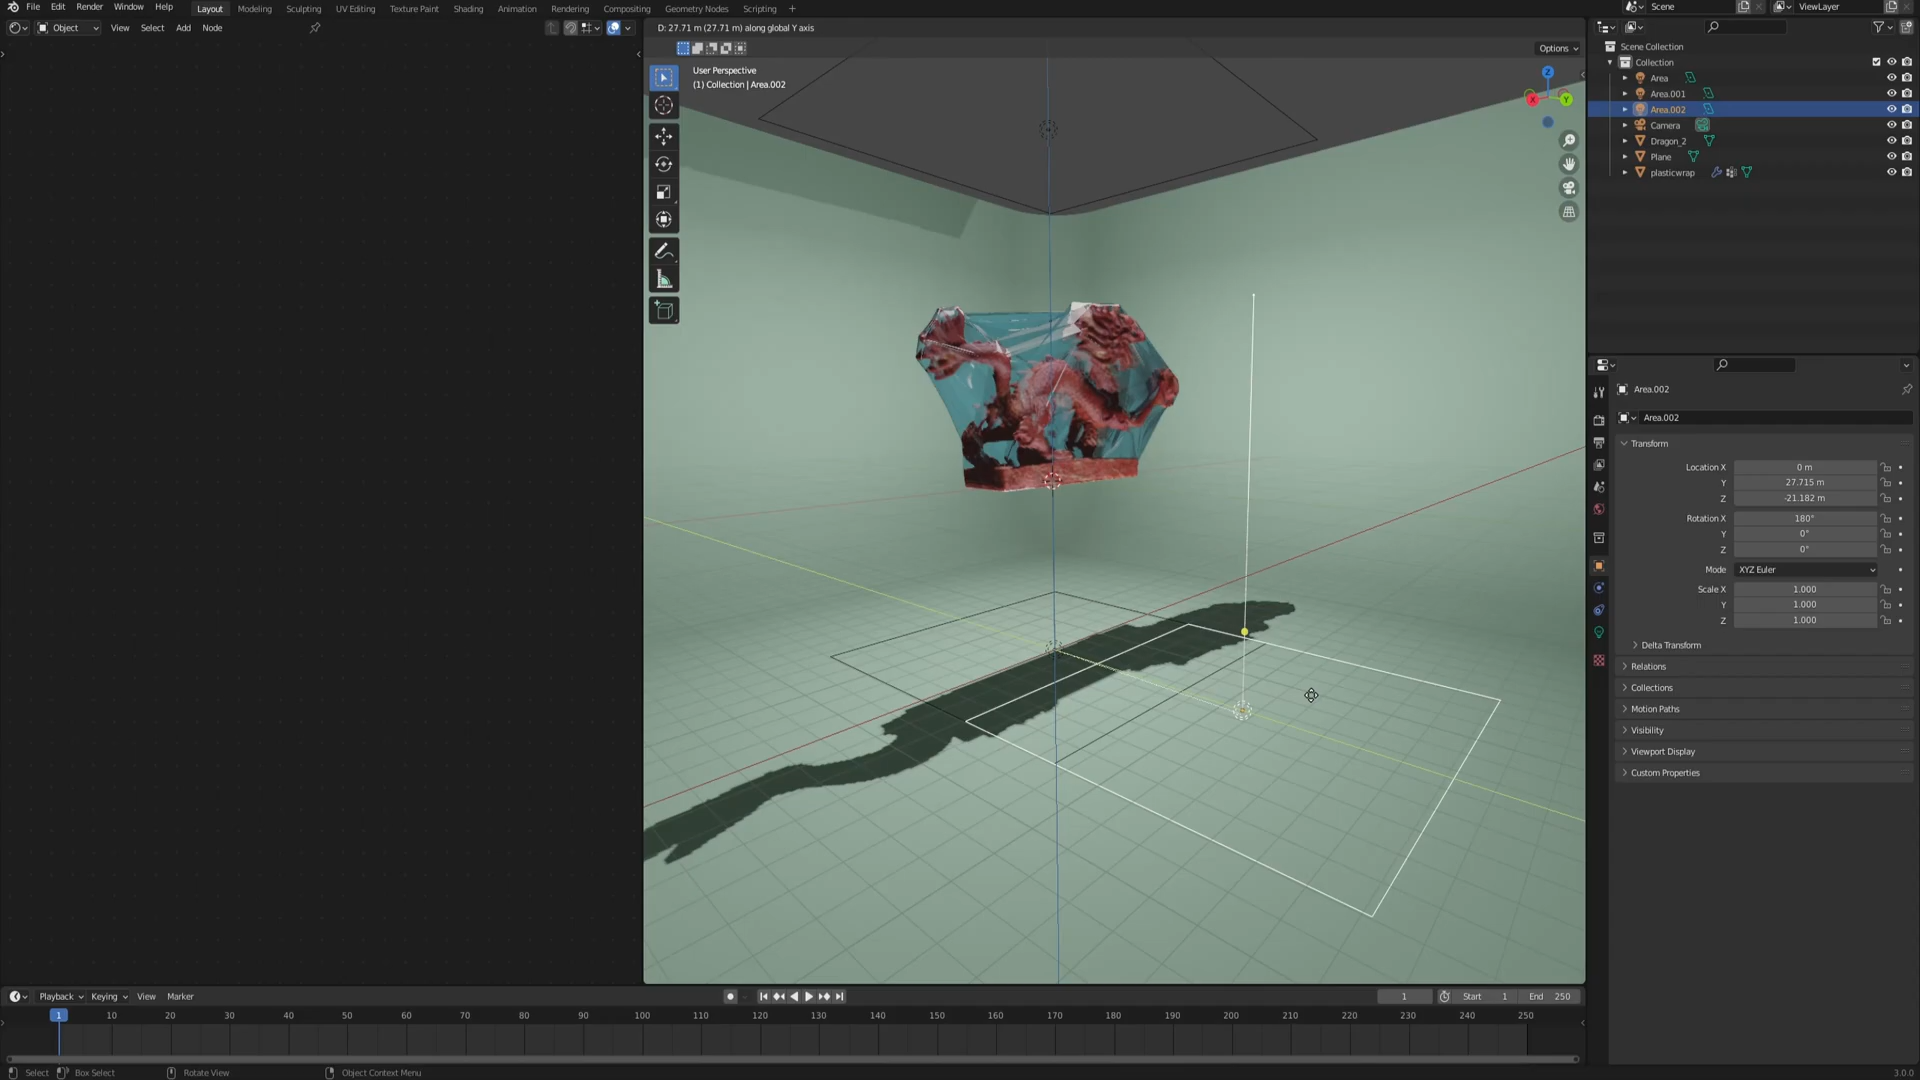 File Edit Render Window Help Layout Modeling Sculpting UV Editing Texture Paint Shading Animation Rendering Compositing Geometry Nodes Scripting + Scene ViewLayer
Object View Select Add Node
D: 27.71 m (27.71 m) along global Y axis
Options
User Perspective
(1) Collection | Area.002
Z
X
Y
Scene Collection
Collection
Area
Area.001
Area.002
Camera
Dragon_2
Plane
plasticwrap
Area.002
Area.002
Transform
Location X 0 m
Y 27.715 m
Z -21.182 m
Rotation X 180°
Y 0°
Z 0°
Mode XYZ Euler
Scale X 1.000
Y 1.000
Z 1.000
Delta Transform
Relations
Collections
Motion Paths
Visibility
Viewport Display
Custom Properties
Playback Keying View Marker 1 Start 1 End 250
1 10 20 30 40 50 60 70 80 90 100 110 120 130 140 150 160 170 180 190 200 210 220 230 240 250
Select Box Select Rotate View Object Context Menu 3.0.0